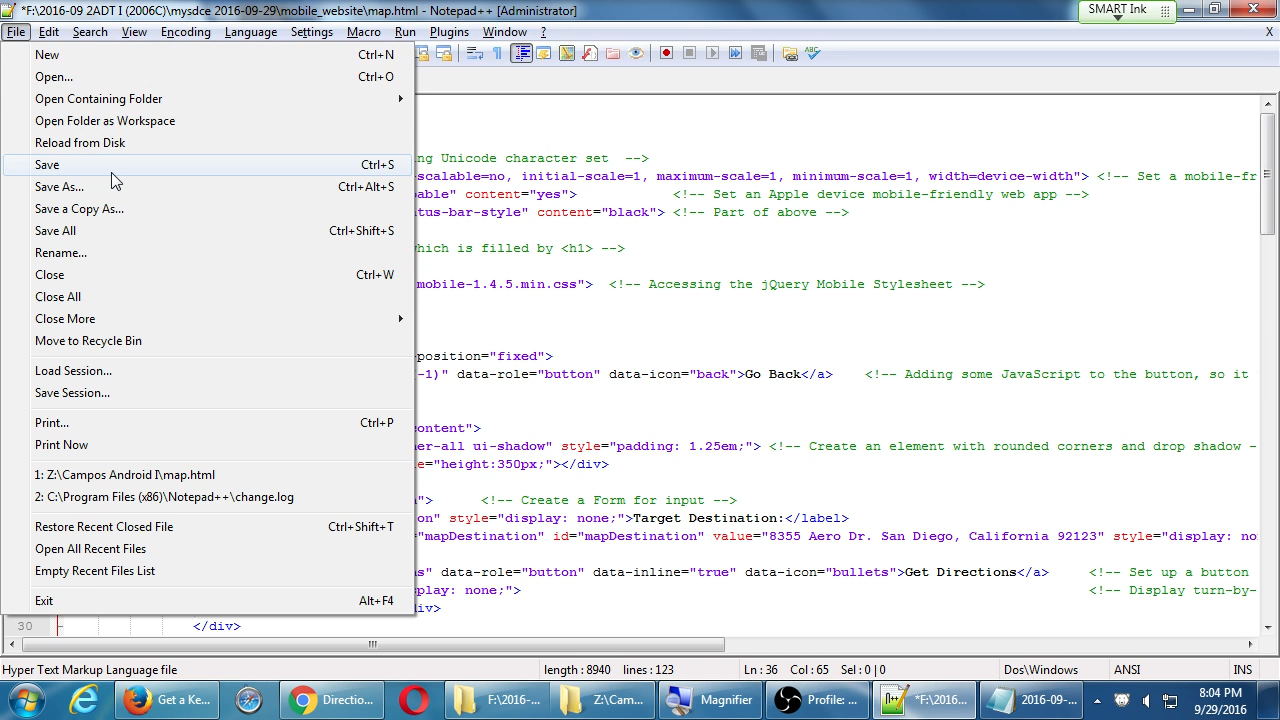 *F:\2016-09 2ADT I (2006C)\mysdce 2016-09-29\mobile_website\map.html - Notepad++ [Administrator]
SMART Ink
File Edit Search View Encoding Language Settings Macro Run Plugins Window ? X
New Ctrl+N
Open... Ctrl+O
Open Containing Folder
Open Folder as Workspace
Reload from Disk
Save Ctrl+S
Save As... Ctrl+Alt+S
Save a Copy As...
Save All Ctrl+Shift+S
Rename...
Close Ctrl+W
Close All
Close More
Move to Recycle Bin
Load Session...
Save Session...
Print... Ctrl+P
Print Now
1: Z:\Campos Android I\map.html
2: C:\Program Files (x86)\Notepad++\change.log
Restore Recent Closed File Ctrl+Shift+T
Open All Recent Files
Empty Recent Files List
Exit Alt+F4
ng Unicode character set -->
scalable=no, initial-scale=1, maximum-scale=1, minimum-scale=1, width=device-width"> <!-- Set a mobile-fr
able" content="yes"> <!-- Set an Apple device mobile-friendly web app -->
tus-bar-style" content="black"> <!-- Part of above -->
which is filled by <h1> -->
mobile-1.4.5.min.css"> <!-- Accessing the jQuery Mobile Stylesheet -->
position="fixed">
-1)" data-role="button" data-icon="back">Go Back</a> <!-- Adding some JavaScript to the button, so it
content">
ner-all ui-shadow" style="padding: 1.25em;"> <!-- Create an element with rounded corners and drop shadow -
e="height:350px;"></div>
n"> <!-- Create a Form for input -->
on" style="display: none;">Target Destination:</label>
="mapDestination" id="mapDestination" value="8355 Aero Dr. San Diego, California 92123" style="display: no
s" data-role="button" data-inline="true" data-icon="bullets">Get Directions</a> <!-- Set up a button
play: none;"> <!-- Display turn-by-
div>
30 </div>
Hyper Text Markup Language file length : 8940 lines : 123 Ln : 36 Col : 65 Sel : 0 | 0 Dos\Windows ANSI INS
Get a Ke... Directio... F:\2016-... Z:\Cam... Magnifier Profile: ... *F:\2016... 2016-09-... 8:04 PM
9/29/2016